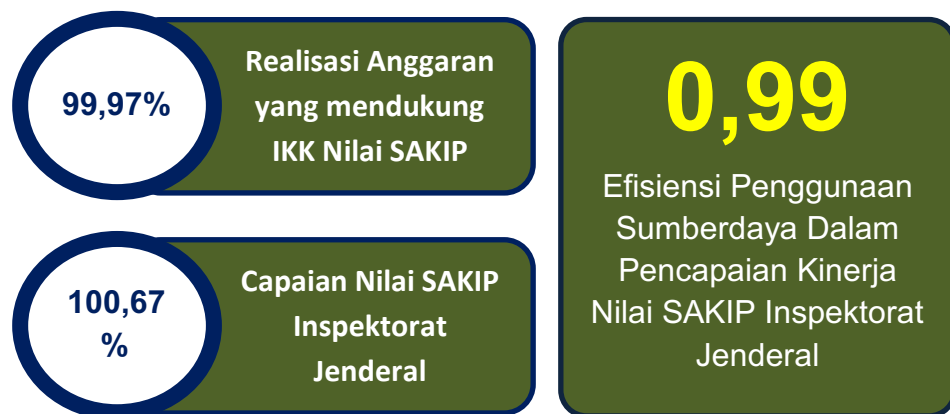 99,97%
Realisasi Anggaran
yang mendukung
IKK Nilai SAKIP
100,67
%
Capaian Nilai SAKIP
Inspektorat
Jenderal
0,99
Efisiensi Penggunaan
Sumberdaya Dalam
Pencapaian Kinerja
Nilai SAKIP Inspektorat
Jenderal